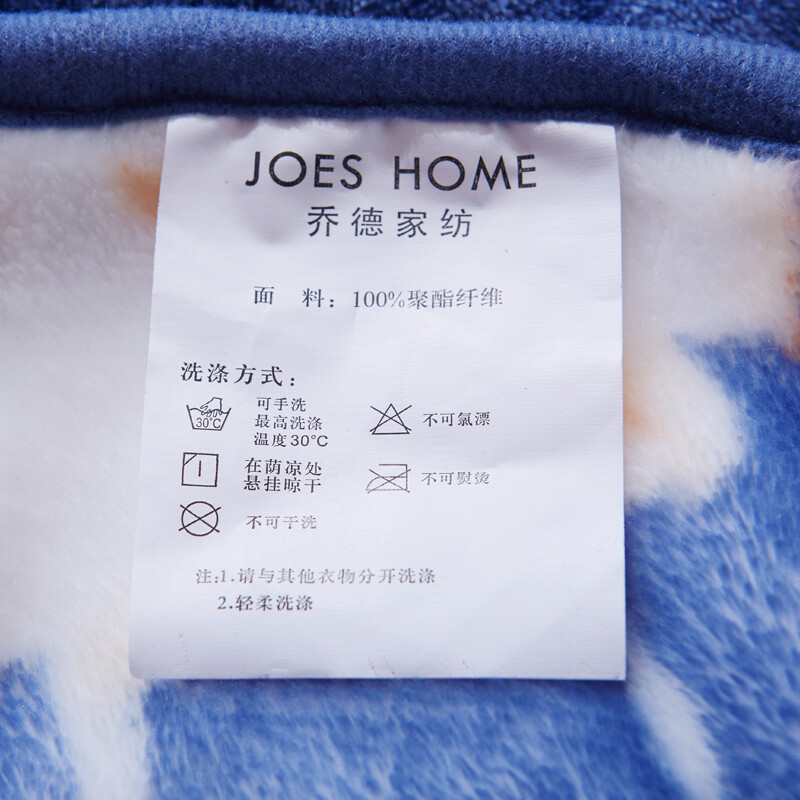 JOES HOME
乔德家纺
面 料：100%聚酯纤维
洗涤方式：
30°C
可手洗
最高洗涤
温度30°C
不可氯漂
在荫凉处
悬挂晾干
不可熨烫
不可干洗
注:1.请与其他衣物分开洗涤
2.轻柔洗涤